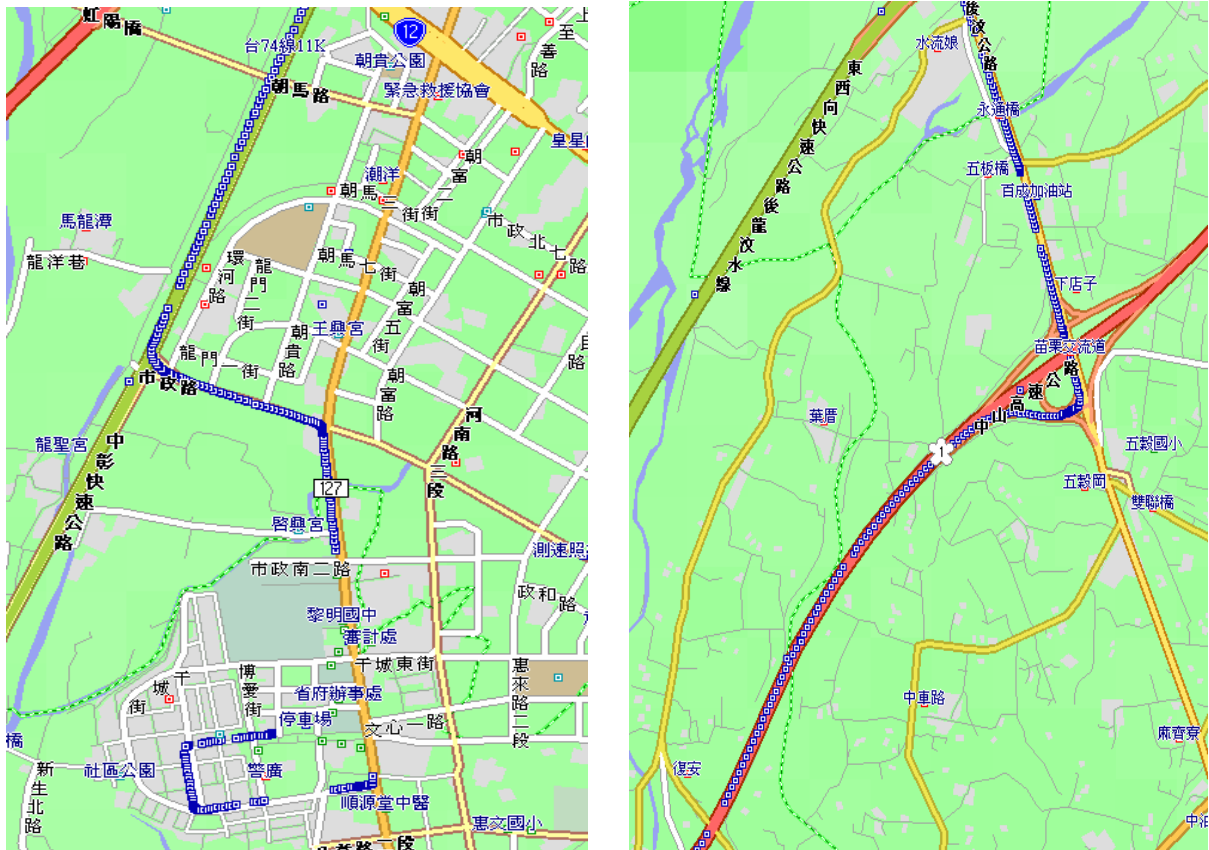 虹陽橋
台74線11K
12
朝貴公園
至善路
上
朝馬路
緊急救援協會
皇星
潮洋
朝馬三街
朝富二街
市政北七路
馬龍潭
龍洋巷
環河路
龍門二街
朝馬七街
王興宮
朝富五街
朝貴路
龍門一街
朝富路
市政路
河南路三段
龍聖宮
中彰快速公路
127
啓興宮
測速照
市政南二路
政和路
黎明國中
審計處
干城東街
干城街
博愛街
省府辦事處
惠來路二段
停車場
文心一路
橋
新生北路
社區公園
警廣
順源堂中醫
惠文國小
段
後汶公路
水流娘
東西向快速公路後龍汶水線
永通橋
五板橋
百成加油站
下店子
苗栗交流道
中山高速公路
1
葉厝
五穀國小
五穀岡
雙聯橋
中車路
麻齊寮
復安
中油